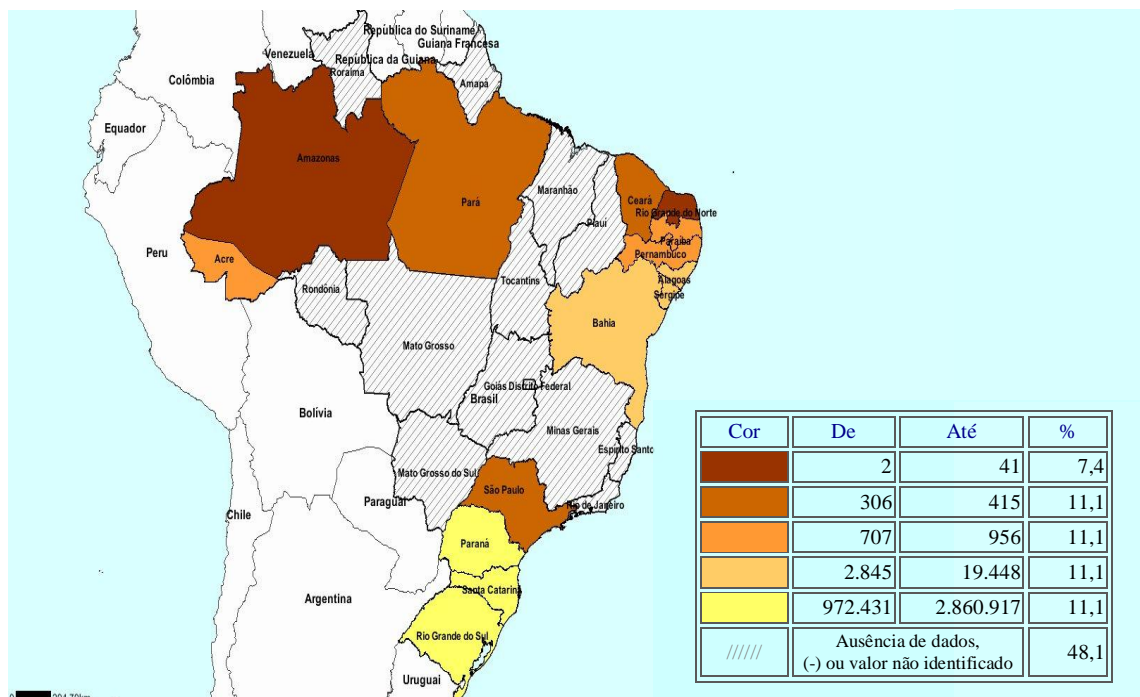 República do Suriname
Guiana Francesa
Venezuela
República da Guiana
Roraima
Colômbia
Amapá
Equador
Amazonas
Maranhão
Pará
Ceará
Rio Grande do Norte
Piauí
Paraíba
Peru
Acre
Pernambuco
Alagoas
Sergipe
Rondônia
Tocantins
Bahia
Mato Grosso
Goiás Distrito Federal
Brasil
Bolívia
Minas Gerais
Espírito Santo
Mato Grosso do Sul
São Paulo
Paraguai
Rio de Janeiro
Chile
Paraná
Santa Catarina
Argentina
Rio Grande do Sul
Uruguai
Cor De Até %
2 41 7,4
306 415 11,1
707 956 11,1
2.845 19.448 11,1
972.431 2.860.917 11,1
////// Ausência de dados, 48,1
(-) ou valor não identificado